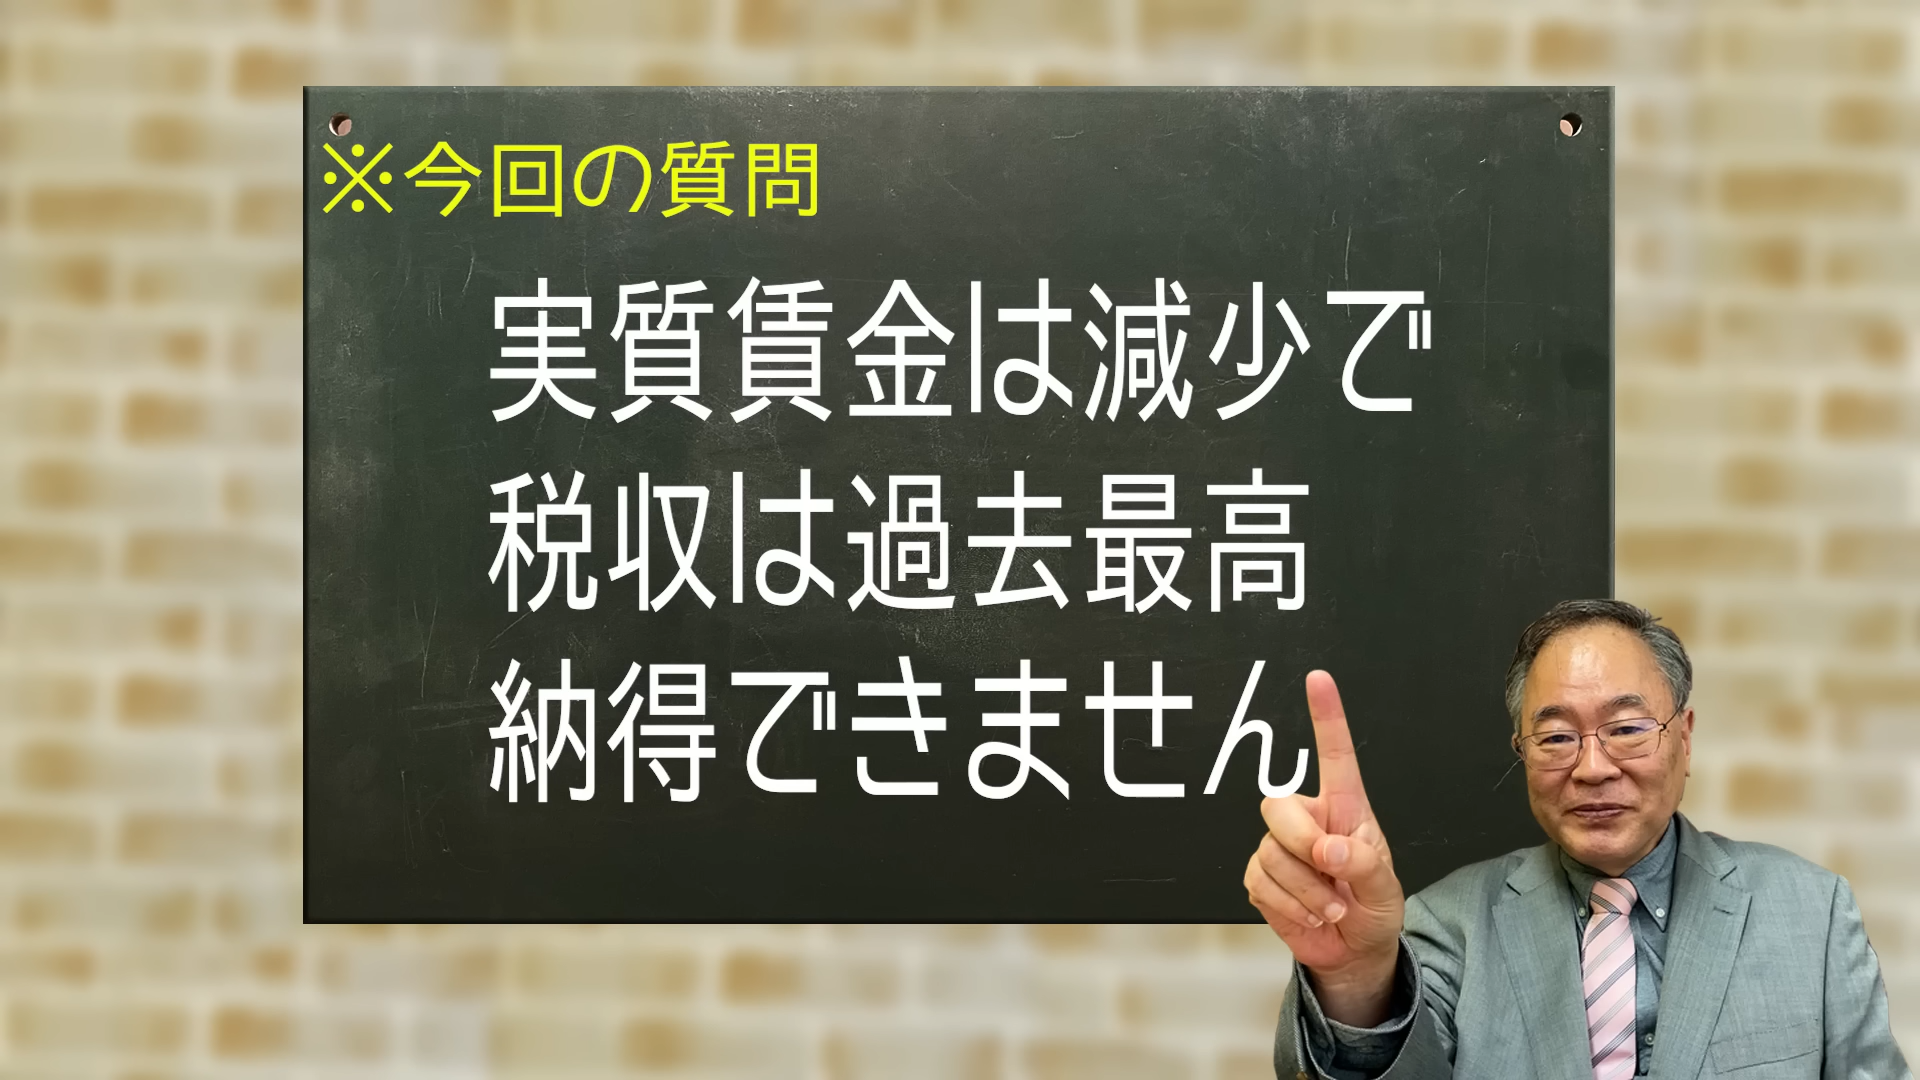 ※今回の質問
実質賃金は減少で
税収は過去最高
納得できません